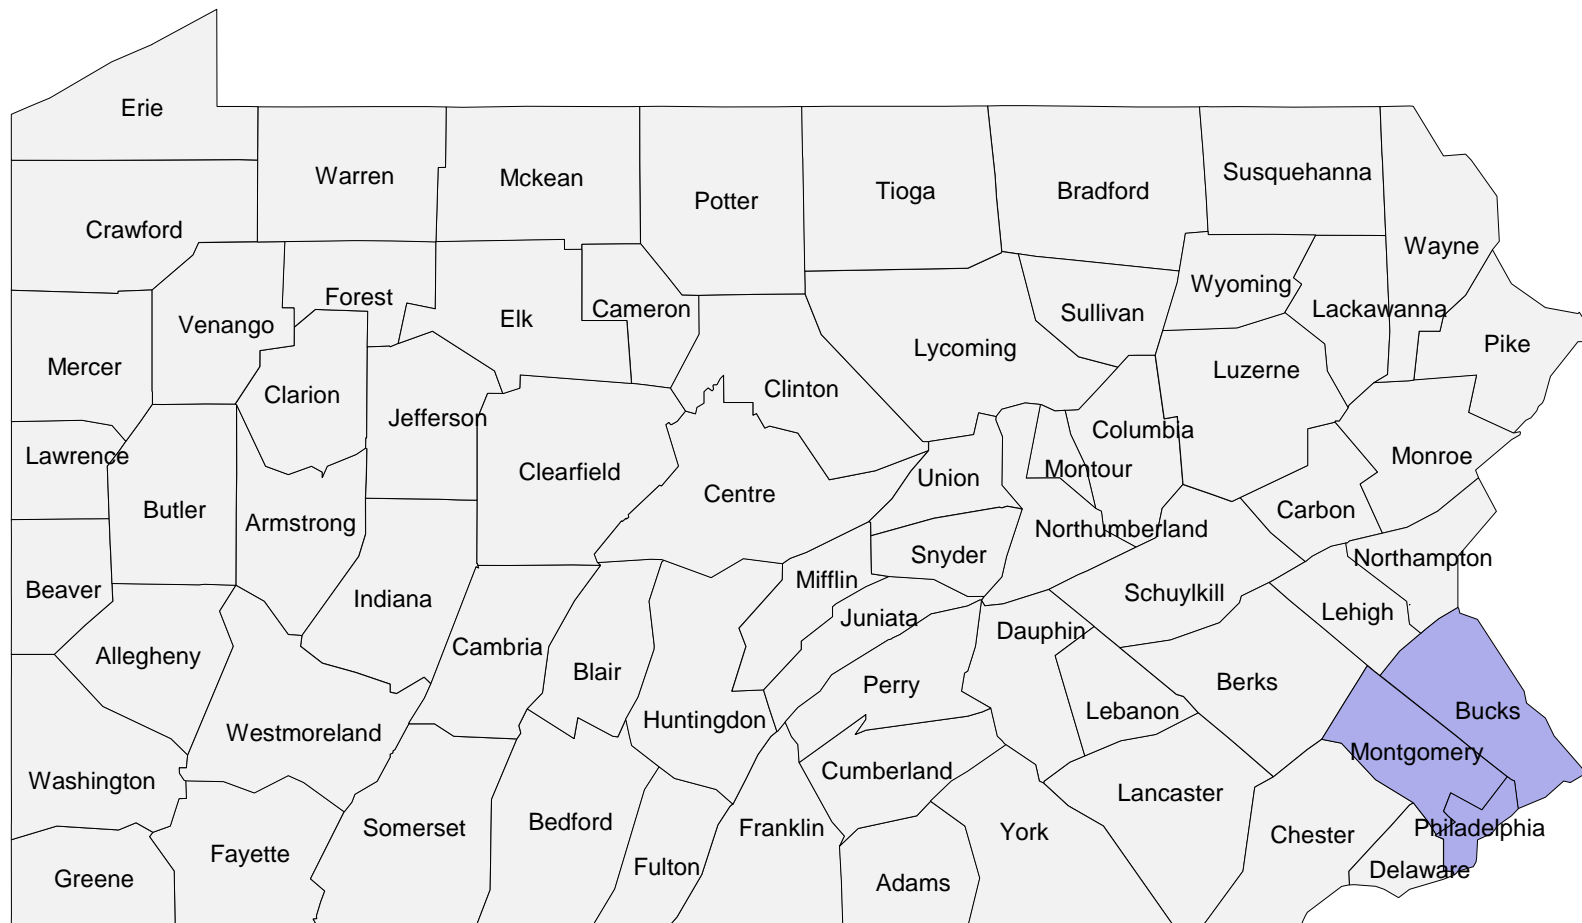 Erie
Warren
Mckean
Potter
Tioga
Bradford
Susquehanna
Crawford
Wayne
Forest
Elk
Cameron
Wyoming
Sullivan
Lackawanna
Venango
Lycoming
Pike
Mercer
Luzerne
Clarion
Clinton
Jefferson
Columbia
Lawrence
Clearfield
Montour
Monroe
Union
Centre
Butler
Armstrong
Carbon
Northumberland
Snyder
Northampton
Beaver
Indiana
Mifflin
Schuylkill
Juniata
Lehigh
Dauphin
Allegheny
Cambria
Blair
Perry
Berks
Huntingdon
Lebanon
Bucks
Westmoreland
Montgomery
Washington
Cumberland
Lancaster
Somerset
Bedford
Franklin
York
Chester
Philadelphia
Fayette
Fulton
Greene
Adams
Delaware